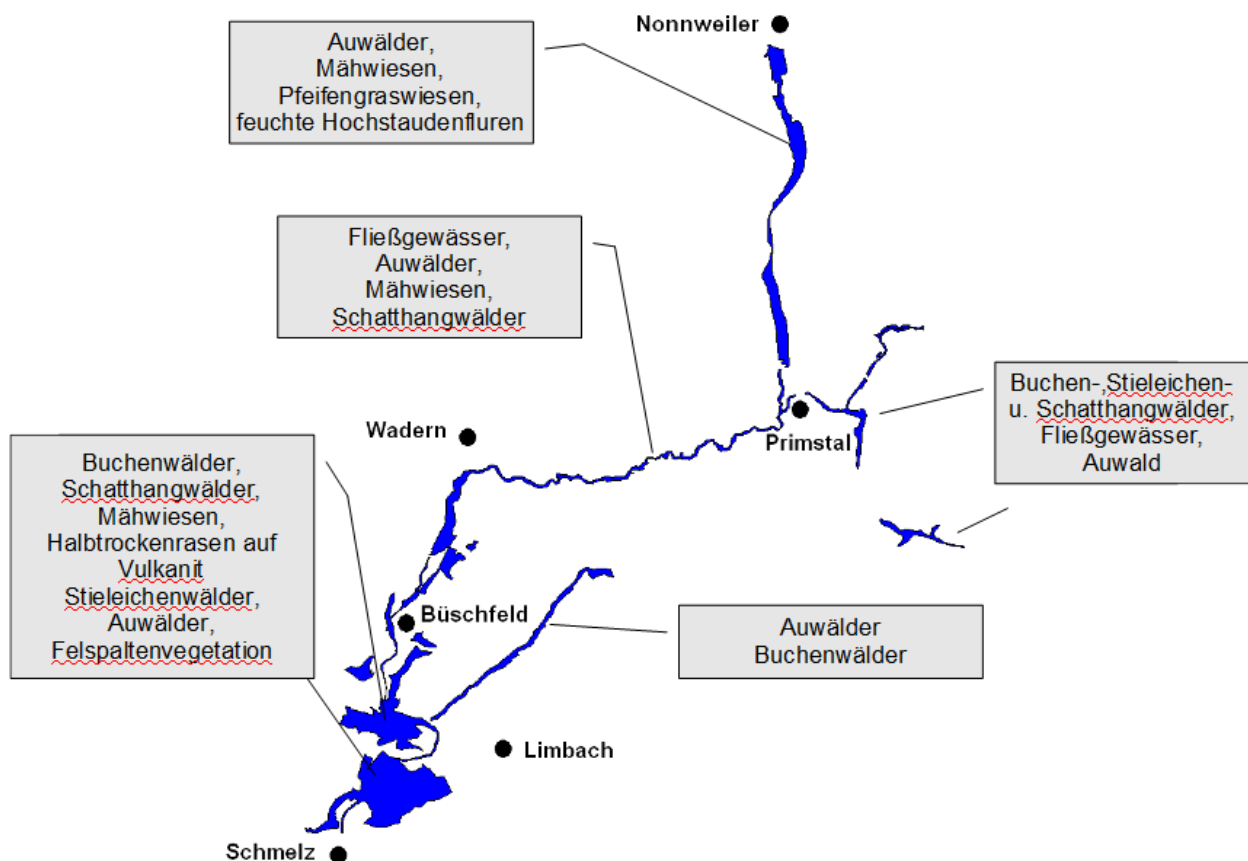 Nonnweiler
Auwälder,
Mähwiesen,
Pfeifengraswiesen,
feuchte Hochstaudenfluren
Fließgewässer,
Auwälder,
Mähwiesen,
Schatthangwälder
Buchen-,Stieleichen-
u. Schatthangwälder,
Fließgewässer,
Auwald
Primstal
Wadern
Buchenwälder,
Schatthangwälder,
Mähwiesen,
Halbtrockenrasen auf
Vulkanit
Stieleichenwälder,
Auwälder,
Felspaltenvegetation
Büschfeld
Auwälder
Buchenwälder
Limbach
Schmelz